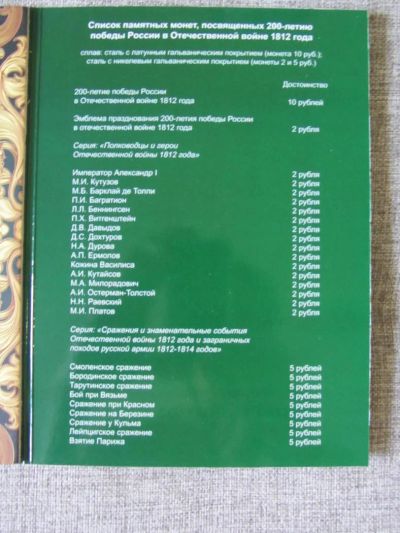 Список памятных монет, посвященных 200-летию
победы России в Отечественной войне 1812 года
сплав: сталь с латунным гальваническим покрытием (монета 10 руб.);
сталь с никелевым гальваническим покрытием (монеты 2 и 5 руб.)
Достоинство
200-летие победы России
в Отечественной войне 1812 года 10 рублей
Эмблема празднования 200-летия победы России
в отечественной войне 1812 года 2 рубля
Серия: «Полководцы и герои
Отечественной войны 1812 года»
Император Александр I 2 рубля
М.И. Кутузов 2 рубля
М.Б. Барклай де Толли 2 рубля
П.И. Багратион 2 рубля
Л.Л. Беннингсен 2 рубля
П.Х. Витгенштейн 2 рубля
Д.В. Давыдов 2 рубля
Д.С. Дохтуров 2 рубля
Н.А. Дурова 2 рубля
А.П. Ермолов 2 рубля
Кожина Василиса 2 рубля
А.И. Кутайсов 2 рубля
М.А. Милорадович 2 рубля
А.И. Остерман-Толстой 2 рубля
Н.Н. Раевский 2 рубля
М.И. Платов 2 рубля
Серия: «Сражения и знаменательные события
Отечественной войны 1812 года и заграничных
походов русской армии 1812-1814 годов»
Смоленское сражение 5 рублей
Бородинское сражение 5 рублей
Тарутинское сражение 5 рублей
Бой при Вязьме 5 рублей
Сражение при Красном 5 рублей
Сражение на Березине 5 рублей
Сражение у Кульма 5 рублей
Лейпцигское сражение 5 рублей
Взятие Парижа 5 рублей